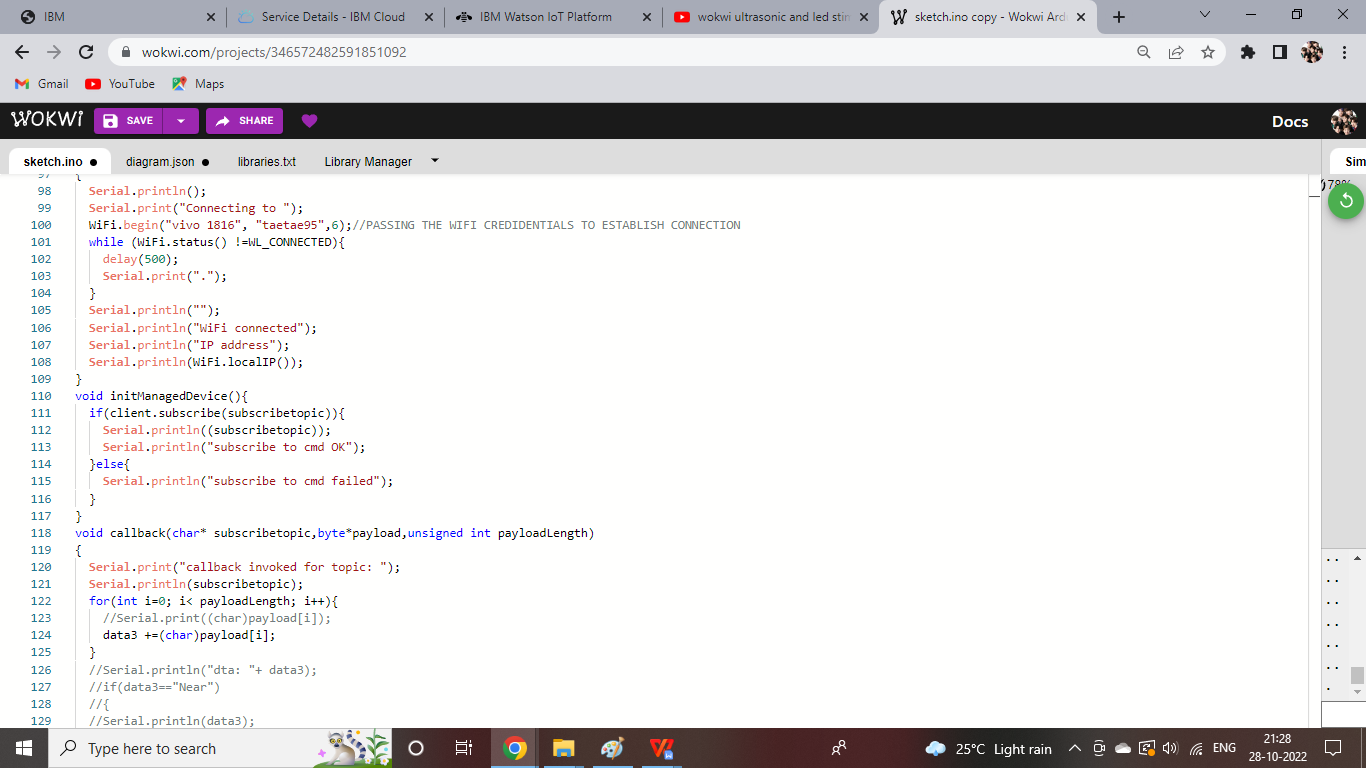 IBM
Service Details - IBM Cloud
IBM Watson IoT Platform
wokwi ultrasonic and led stim
sketch.ino copy - Wokwi Ard
wokwi.com/projects/346572482591851092
Gmail
YouTube
Maps
WOKWi
SAVE
SHARE
Docs
sketch.ino
diagram.json
libraries.txt
Library Manager
Sim
78%
97 {
98 Serial.println();
99 Serial.print("Connecting to ");
100 WiFi.begin("vivo 1816", "taetae95",6);//PASSING THE WIFI CREDIDENTIALS TO ESTABLISH CONNECTION
101 while (WiFi.status() !=WL_CONNECTED){
102 delay(500);
103 Serial.print(".");
104 }
105 Serial.println("");
106 Serial.println("WiFi connected");
107 Serial.println("IP address");
108 Serial.println(WiFi.localIP());
109 }
110 void initManagedDevice(){
111 if(client.subscribe(subscribetopic)){
112 Serial.println((subscribetopic));
113 Serial.println("subscribe to cmd OK");
114 }else{
115 Serial.println("subscribe to cmd failed");
116 }
117 }
118 void callback(char* subscribetopic,byte*payload,unsigned int payloadLength)
119 {
120 Serial.print("callback invoked for topic: ");
121 Serial.println(subscribetopic);
122 for(int i=0; i< payloadLength; i++){
123 //Serial.print((char)payload[i]);
124 data3 +=(char)payload[i];
125 }
126 //Serial.println("dta: "+ data3);
127 //if(data3=="Near")
128 //{
129 //Serial.println(data3);
..
..
..
..
..
..
.
Type here to search
25°C Light rain
ENG
21:28
28-10-2022